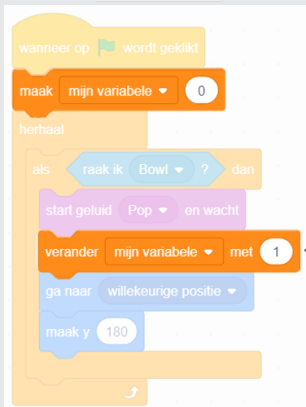 wanneer op wordt geklikt
maak mijn variabele 0
herhaal
als raak ik Bowl ? dan
start geluid Pop en wacht
verander mijn variabele met 1
ga naar willekeurige positie
maak y 180